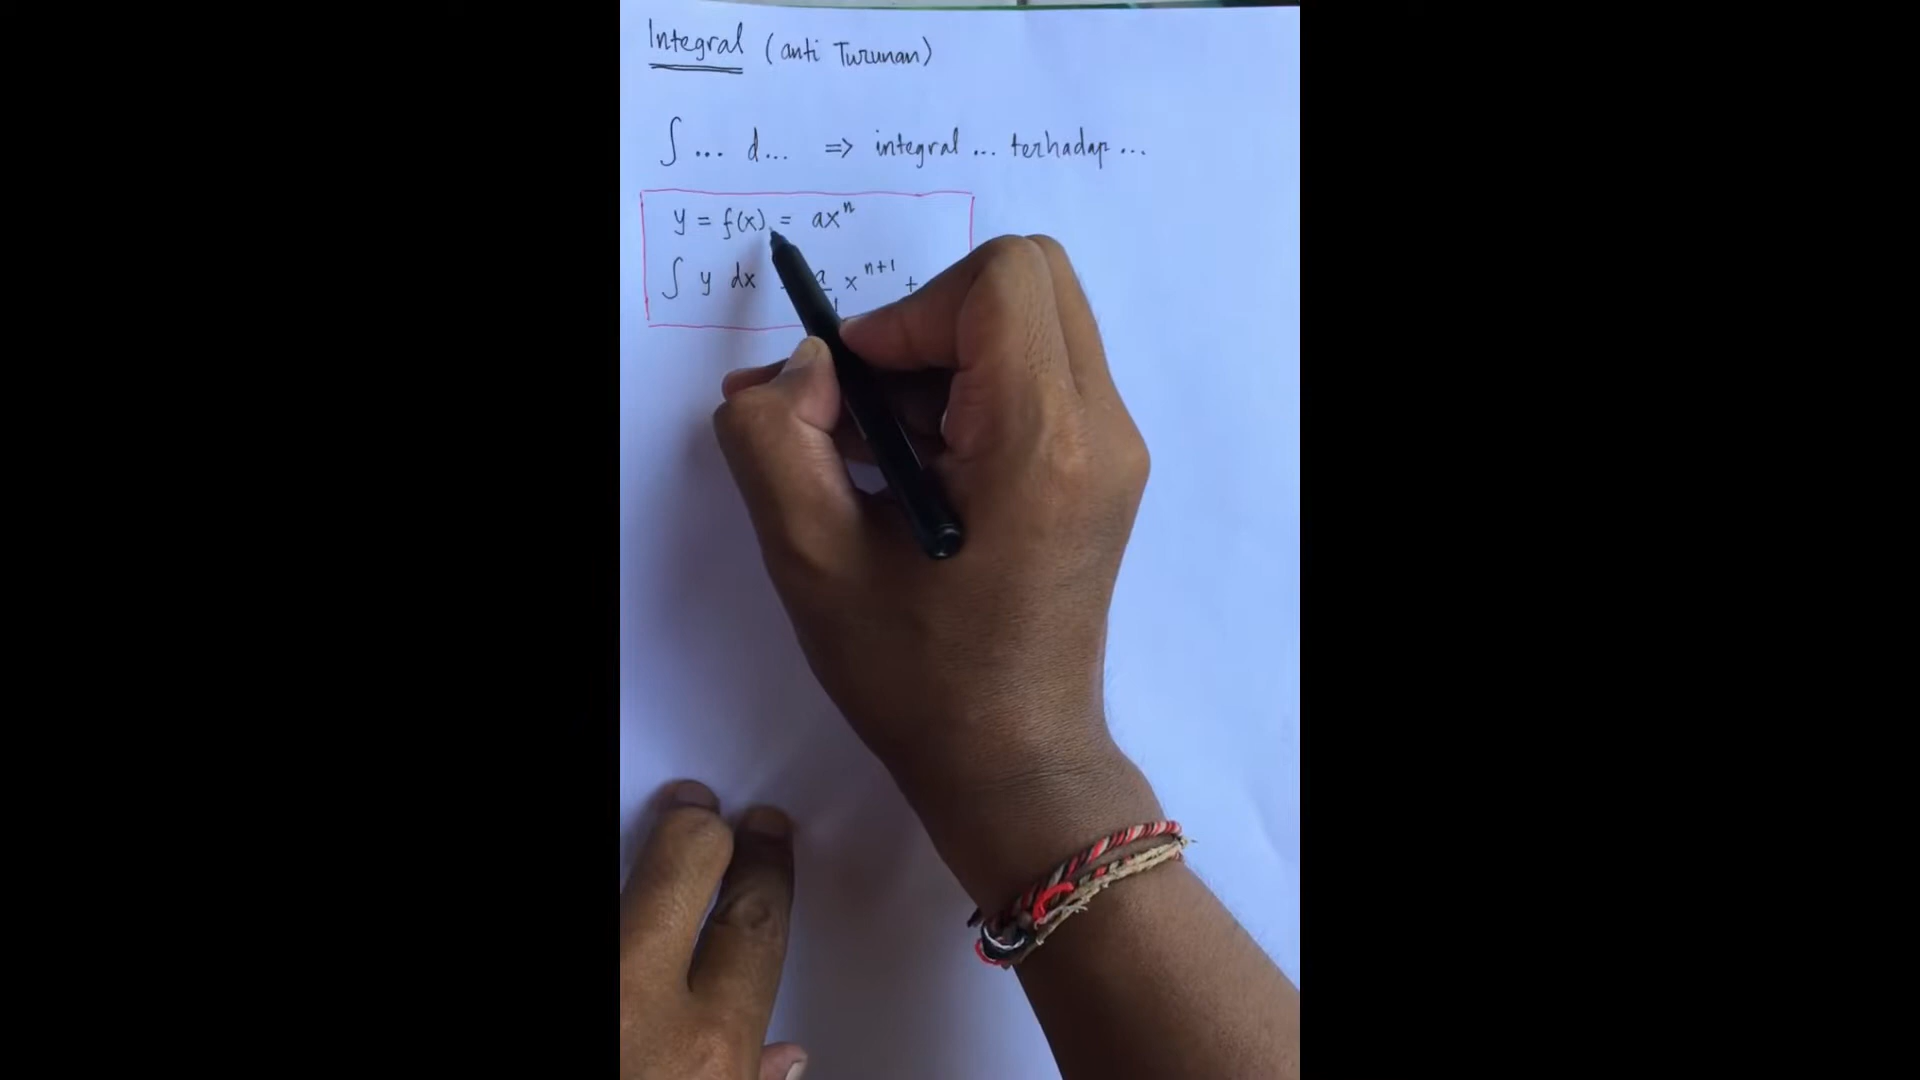 Integral (anti Turunan)
∫ ... d... => integral ... terhadap ...
y = f(x) = ax^n
∫ y dx a x^{n+1} +